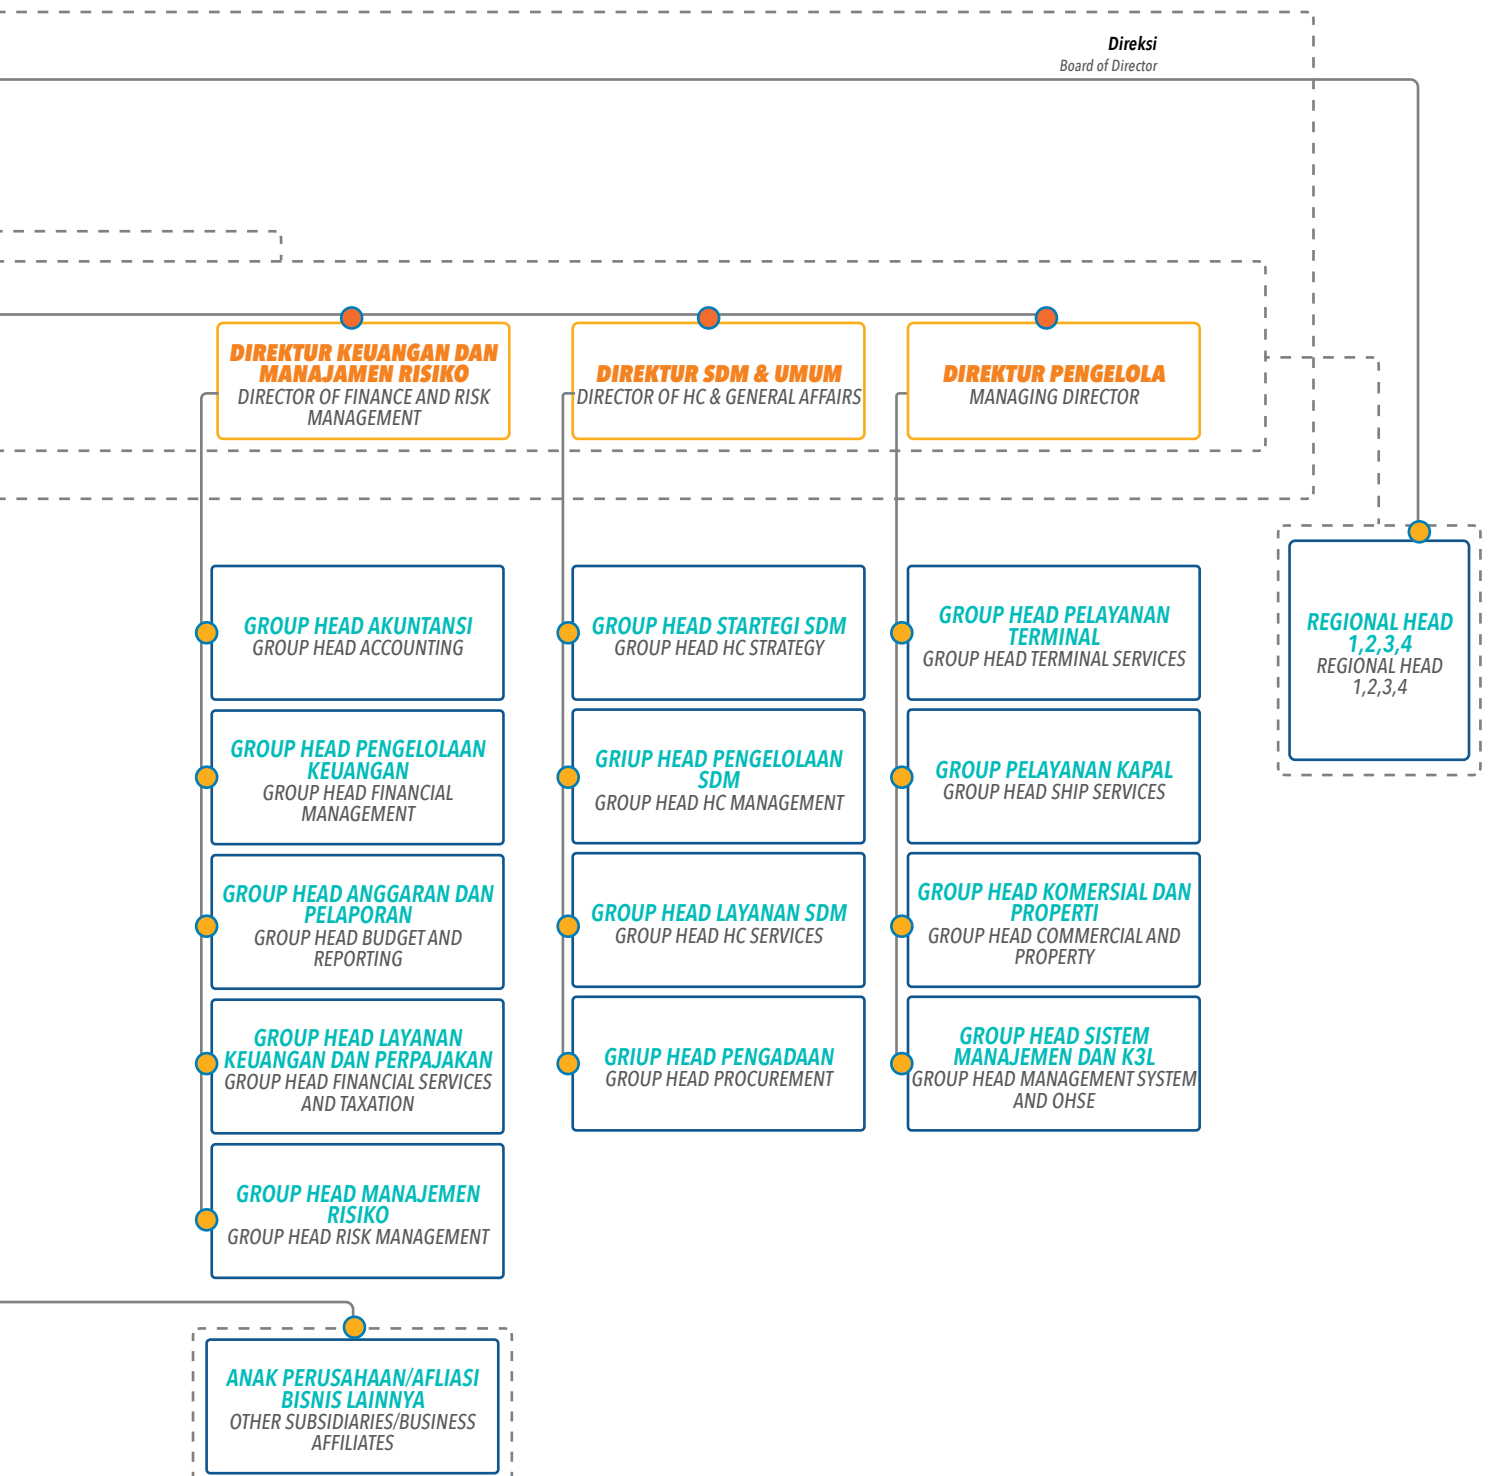 Direksi
Board of Director
DIREKTUR KEUANGAN DAN
MANAJAMEN RISIKO
DIRECTOR OF FINANCE AND RISK
MANAGEMENT
DIREKTUR SDM & UMUM
DIRECTOR OF HC & GENERAL AFFAIRS
DIREKTUR PENGELOLA
MANAGING DIRECTOR
GROUP HEAD AKUNTANSI
GROUP HEAD ACCOUNTING
GROUP HEAD PENGELOLAAN
KEUANGAN
GROUP HEAD FINANCIAL
MANAGEMENT
GROUP HEAD ANGGARAN DAN
PELAPORAN
GROUP HEAD BUDGET AND
REPORTING
GROUP HEAD LAYANAN
KEUANGAN DAN PERPAJAKAN
GROUP HEAD FINANCIAL SERVICES
AND TAXATION
GROUP HEAD MANAJEMEN
RISIKO
GROUP HEAD RISK MANAGEMENT
GROUP HEAD STARTEGI SDM
GROUP HEAD HC STRATEGY
GRIUP HEAD PENGELOLAAN
SDM
GROUP HEAD HC MANAGEMENT
GROUP HEAD LAYANAN SDM
GROUP HEAD HC SERVICES
GRIUP HEAD PENGADAAN
GROUP HEAD PROCUREMENT
GROUP HEAD PELAYANAN
TERMINAL
GROUP HEAD TERMINAL SERVICES
GROUP PELAYANAN KAPAL
GROUP HEAD SHIP SERVICES
GROUP HEAD KOMERSIAL DAN
PROPERTI
GROUP HEAD COMMERCIAL AND
PROPERTY
GROUP HEAD SISTEM
MANAJEMEN DAN K3L
GROUP HEAD MANAGEMENT SYSTEM
AND OHSE
REGIONAL HEAD
1,2,3,4
REGIONAL HEAD
1,2,3,4
ANAK PERUSAHAAN/AFLIASI
BISNIS LAINNYA
OTHER SUBSIDIARIES/BUSINESS
AFFILIATES